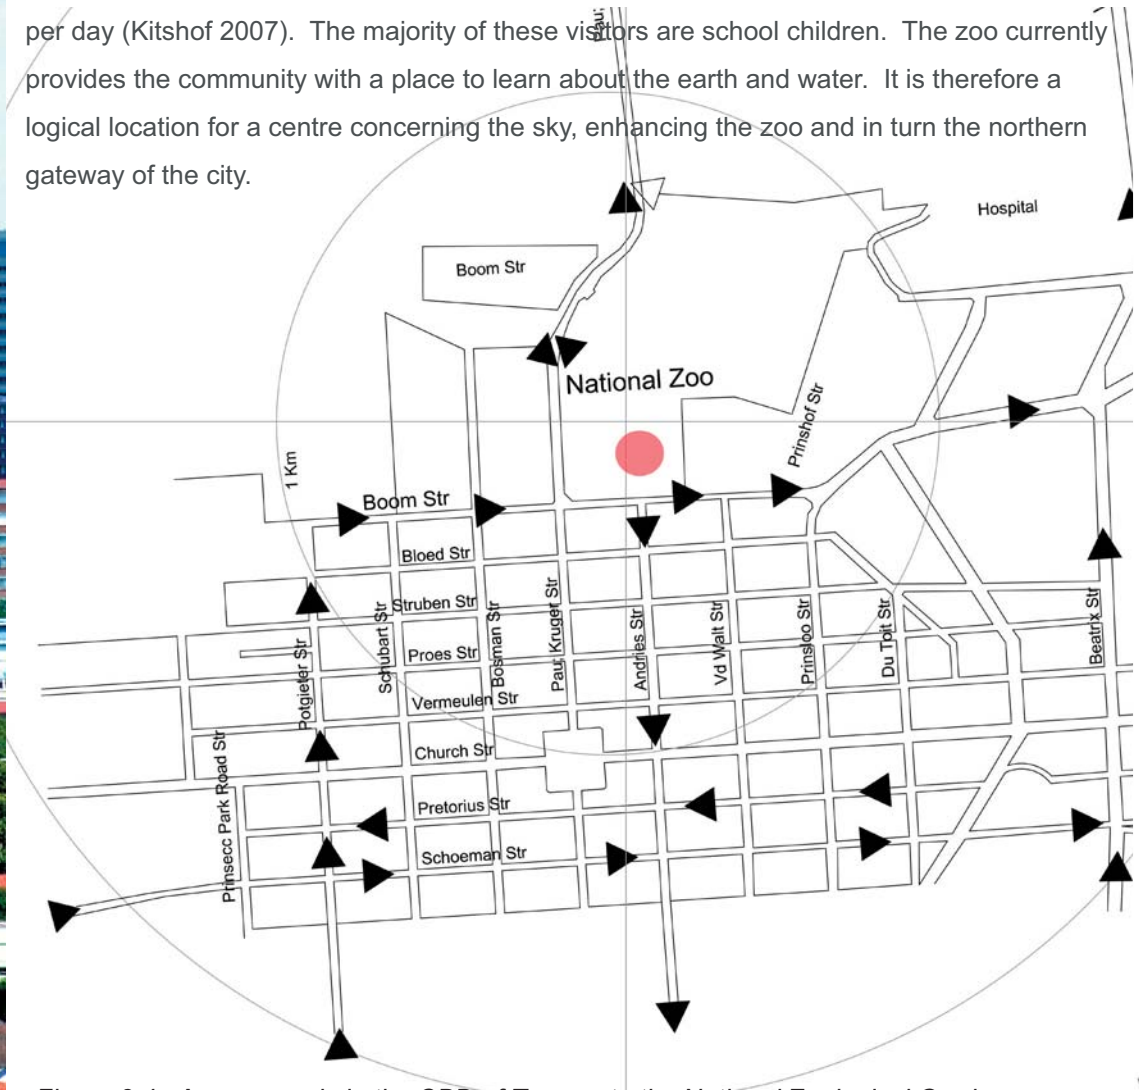 per day (Kitshof 2007).  The majority of these visitors are school children.  The zoo currently
provides the community with a place to learn about the earth and water.  It is therefore a
logical location for a centre concerning the sky, enhancing the zoo and in turn the northern
gateway of the city.
Hospital
Boom Str
National Zoo
Prinshof Str
1 Km
Boom Str
Bloed Str
Struben Str
Proes Str
Vermeulen Str
Church Str
Pretorius Str
Schoeman Str
Prinsecc Park Road Str
Potgieter Str
Schubart Str
Bosman Str
Paul Kruger Str
Andries Str
Vd Walt Str
Prinsloo Str
Du Toit Str
Beatrix Str